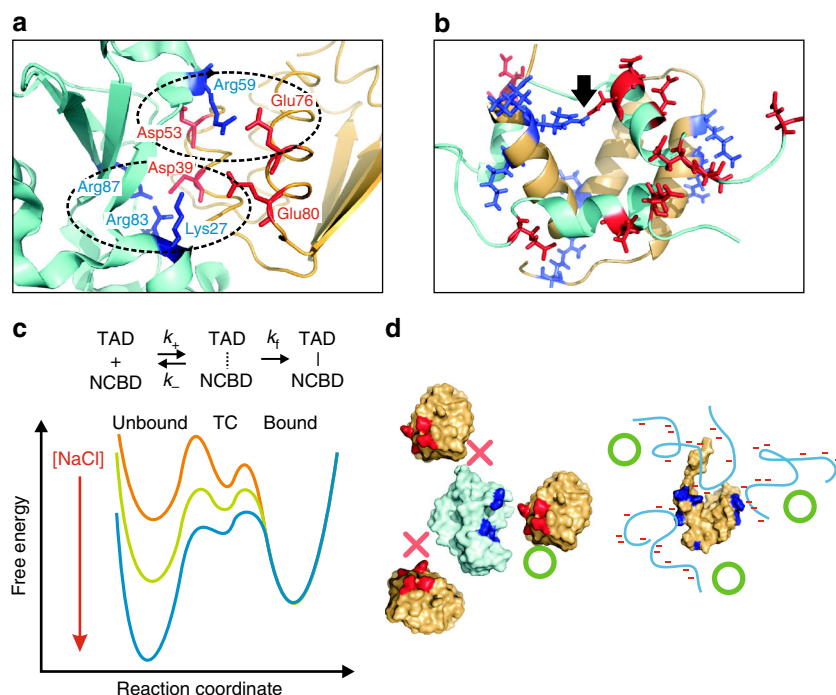 a
Arg59
Glu76
Asp53
Asp39
Arg87
Arg83
Lys27
Glu80
b
c
TAD k+ TAD kf TAD
+
NCBD k− NCBD NCBD
Unbound TC Bound
[NaCl]
Free energy
Reaction coordinate
d